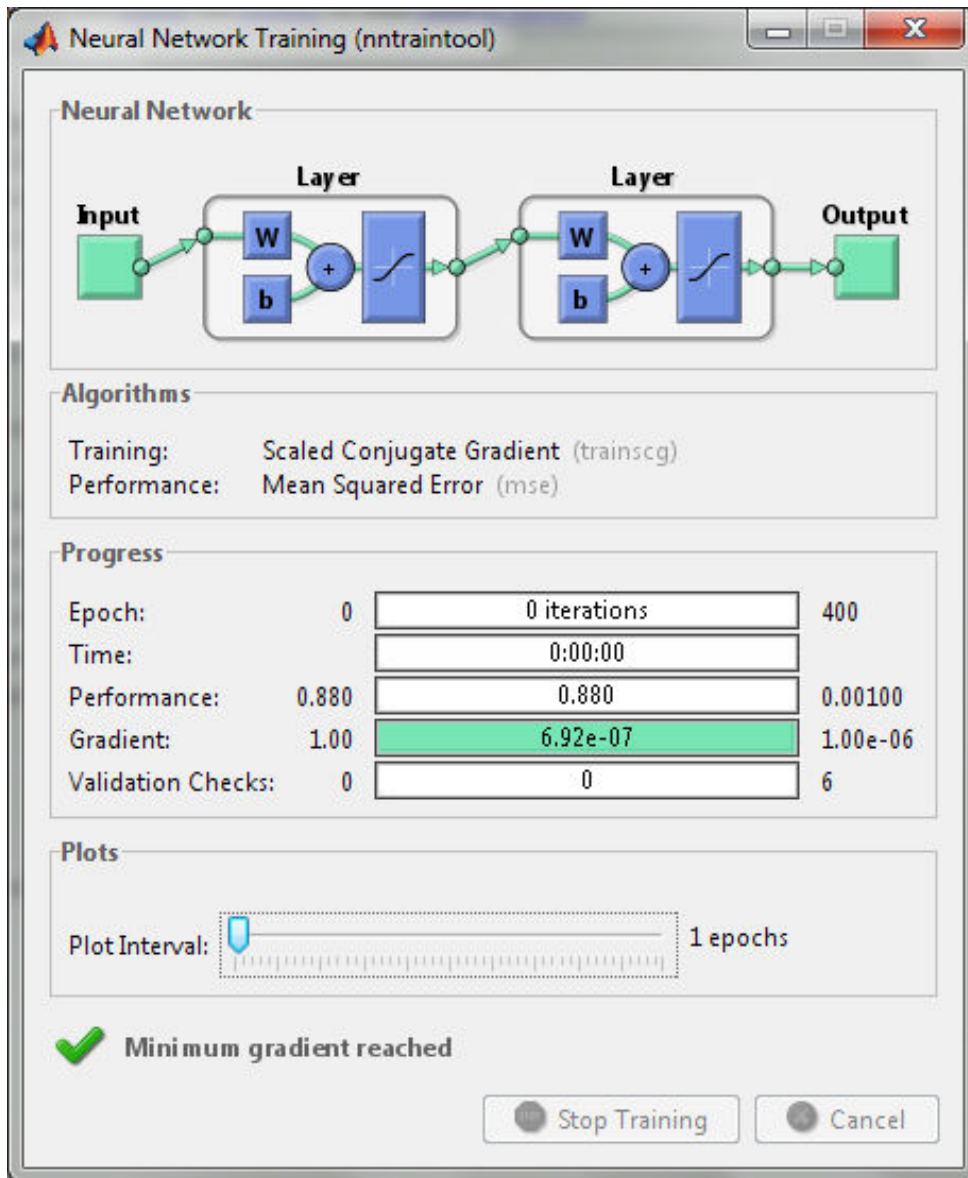 Neural Network Training (nntraintool)
Neural Network
Layer Layer
Input Output
W W
+ +
b b
Algorithms
Training: Scaled Conjugate Gradient (trainscg)
Performance: Mean Squared Error (mse)
Progress
Epoch: 0 0 iterations 400
Time: 0:00:00
Performance: 0.880 0.880 0.00100
Gradient: 1.00 6.92e-07 1.00e-06
Validation Checks: 0 0 6
Plots
Plot Interval: 1 epochs
Minimum gradient reached
Stop Training Cancel